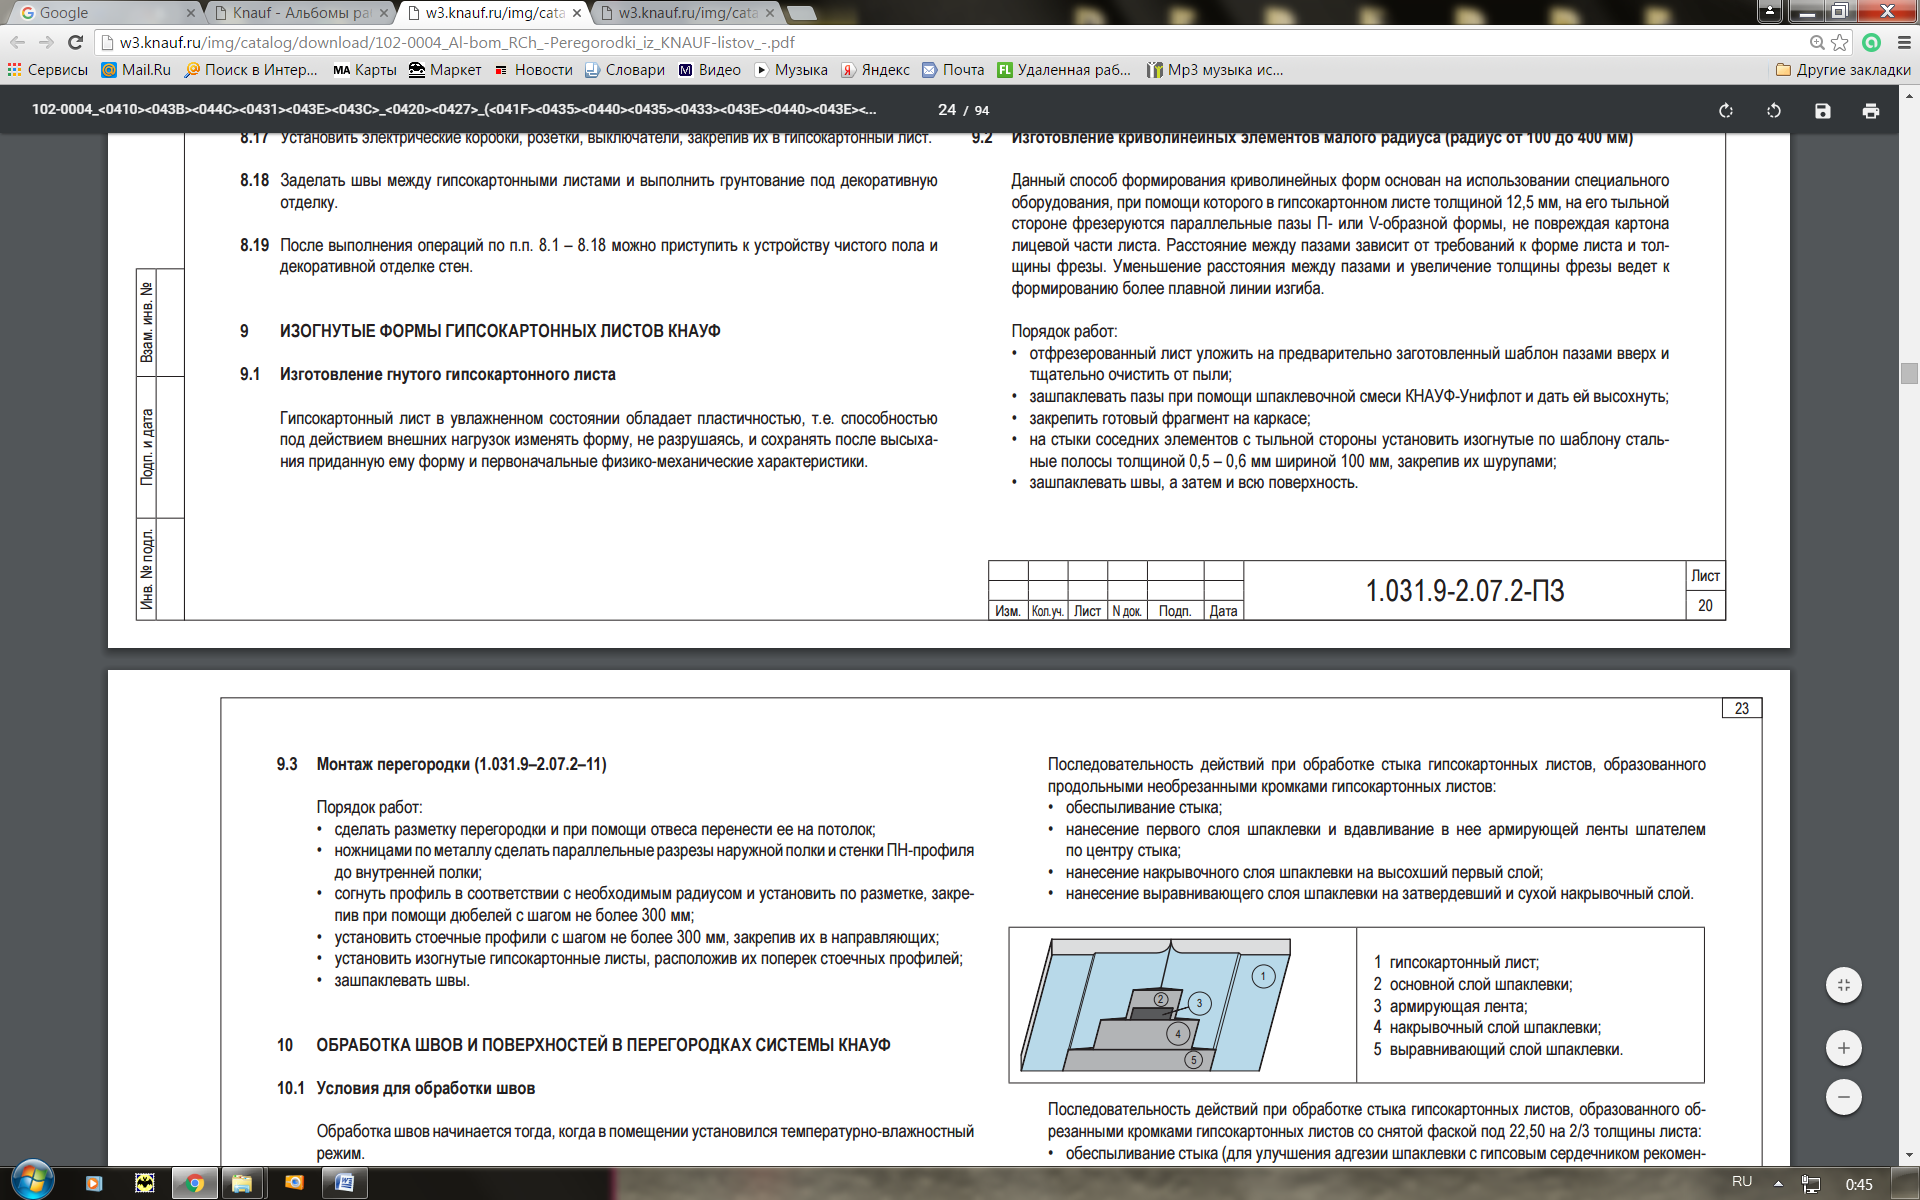 Google
Knauf - Альбомы ра
w3.knauf.ru/img/cata
w3.knauf.ru/img/cata
w3.knauf.ru/img/catalog/download/102-0004_Al-bom_RCh_-Peregorodki_iz_KNAUF-listov_-.pdf
Сервисы Mail.Ru Поиск в Интер... Карты Маркет Новости Словари Видео Музыка Яндекс Почта Удаленная раб... Mp3 музыка ис... Другие закладки
102-0004_<0410><043B><044C><0431><043E><043C>_<0420><0427>_(<041F><0435><0440><0435><0433><043E><0440><043E><... 24 / 94
8.17 Установить электрические коробки, розетки, выключатели, закрепив их в гипсокартонный лист.
8.18 Заделать швы между гипсокартонными листами и выполнить грунтование под декоративную
отделку.
8.19 После выполнения операций по п.п. 8.1 – 8.18 можно приступить к устройству чистого пола и
декоративной отделке стен.
9 ИЗОГНУТЫЕ ФОРМЫ ГИПСОКАРТОННЫХ ЛИСТОВ КНАУФ
9.1 Изготовление гнутого гипсокартонного листа
Гипсокартонный лист в увлажненном состоянии обладает пластичностью, т.е. способностью
под действием внешних нагрузок изменять форму, не разрушаясь, и сохранять после высыха-
ния приданную ему форму и первоначальные физико-механические характеристики.
9.2 Изготовление криволинейных элементов малого радиуса (радиус от 100 до 400 мм)
Данный способ формирования криволинейных форм основан на использовании специального
оборудования, при помощи которого в гипсокартонном листе толщиной 12,5 мм, на его тыльной
стороне фрезеруются параллельные пазы П- или V-образной формы, не повреждая картона
лицевой части листа. Расстояние между пазами зависит от требований к форме листа и тол-
щины фрезы. Уменьшение расстояния между пазами и увеличение толщины фрезы ведет к
формированию более плавной линии изгиба.
Порядок работ:
• отфрезерованный лист уложить на предварительно заготовленный шаблон пазами вверх и
тщательно очистить от пыли;
• зашпаклевать пазы при помощи шпаклевочной смеси КНАУФ-Унифлот и дать ей высохнуть;
• закрепить готовый фрагмент на каркасе;
• на стыки соседних элементов с тыльной стороны установить изогнутые по шаблону сталь-
ные полосы толщиной 0,5 – 0,6 мм шириной 100 мм, закрепив их шурупами;
• зашпаклевать швы, а затем и всю поверхность.
Взам. инв. №
Подп. и дата
Инв. № подл.
Изм. Кол.уч. Лист N док. Подп. Дата
1.031.9-2.07.2-ПЗ
Лист
20
23
9.3 Монтаж перегородки (1.031.9–2.07.2–11)
Порядок работ:
• сделать разметку перегородки и при помощи отвеса перенести ее на потолок;
• ножницами по металлу сделать параллельные разрезы наружной полки и стенки ПН-профиля
до внутренней полки;
• согнуть профиль в соответствии с необходимым радиусом и установить по разметке, закре-
пив при помощи дюбелей с шагом не более 300 мм;
• установить стоечные профили с шагом не более 300 мм, закрепив их в направляющих;
• установить изогнутые гипсокартонные листы, расположив их поперек стоечных профилей;
• зашпаклевать швы.
10 ОБРАБОТКА ШВОВ И ПОВЕРХНОСТЕЙ В ПЕРЕГОРОДКАХ СИСТЕМЫ КНАУФ
10.1 Условия для обработки швов
Обработка швов начинается тогда, когда в помещении установился температурно-влажностный
режим.
Последовательность действий при обработке стыка гипсокартонных листов, образованного
продольными необрезанными кромками гипсокартонных листов:
• обеспыливание стыка;
• нанесение первого слоя шпаклевки и вдавливание в нее армирующей ленты шпателем
по центру стыка;
• нанесение накрывочного слоя шпаклевки на высохший первый слой;
• нанесение выравнивающего слоя шпаклевки на затвердевший и сухой накрывочный слой.
1
2
3
4
5
1 гипсокартонный лист;
2 основной слой шпаклевки;
3 армирующая лента;
4 накрывочный слой шпаклевки;
5 выравнивающий слой шпаклевки.
Последовательность действий при обработке стыка гипсокартонных листов, образованного об-
резанными кромками гипсокартонных листов со снятой фаской под 22,50 на 2/3 толщины листа:
• обеспыливание стыка (для улучшения адгезии шпаклевки с гипсовым сердечником рекомен-
RU 0:45